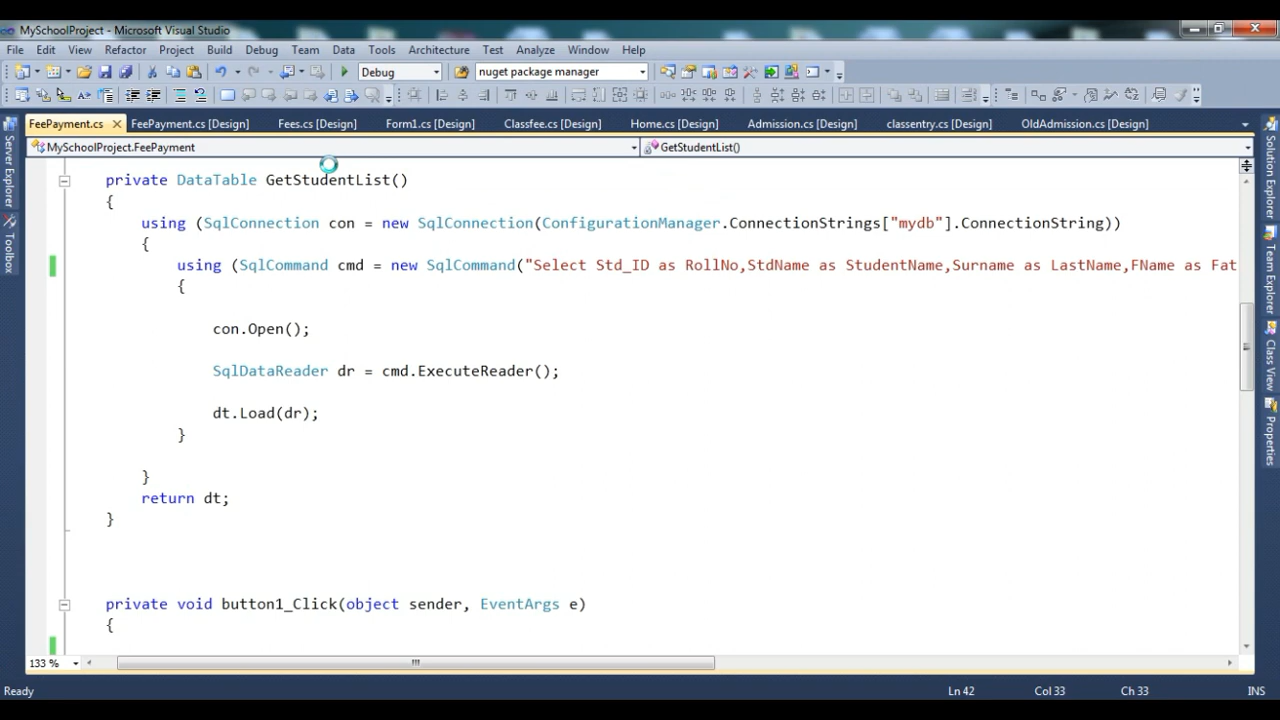 MySchoolProject - Microsoft Visual Studio
File Edit View Refactor Project Build Debug Team Data Tools Architecture Test Analyze Window Help
Debug nuget package manager
FeePayment.cs FeePayment.cs [Design] Fees.cs [Design] Form1.cs [Design] Classfee.cs [Design] Home.cs [Design] Admission.cs [Design] classentry.cs [Design] OldAdmission.cs [Design]
MySchoolProject.FeePayment GetStudentList()
private DataTable GetStudentList()
{
using (SqlConnection con = new SqlConnection(ConfigurationManager.ConnectionStrings["mydb"].ConnectionString))
{
using (SqlCommand cmd = new SqlCommand("Select Std_ID as RollNo,StdName as StudentName,Surname as LastName,FName as Fat
{
con.Open();
SqlDataReader dr = cmd.ExecuteReader();
dt.Load(dr);
}
}
return dt;
}
private void button1_Click(object sender, EventArgs e)
{
133 %
Ready Ln 42 Col 33 Ch 33 INS
Server Explorer
Toolbox
Solution Explorer
Team Explorer
Class View
Properties